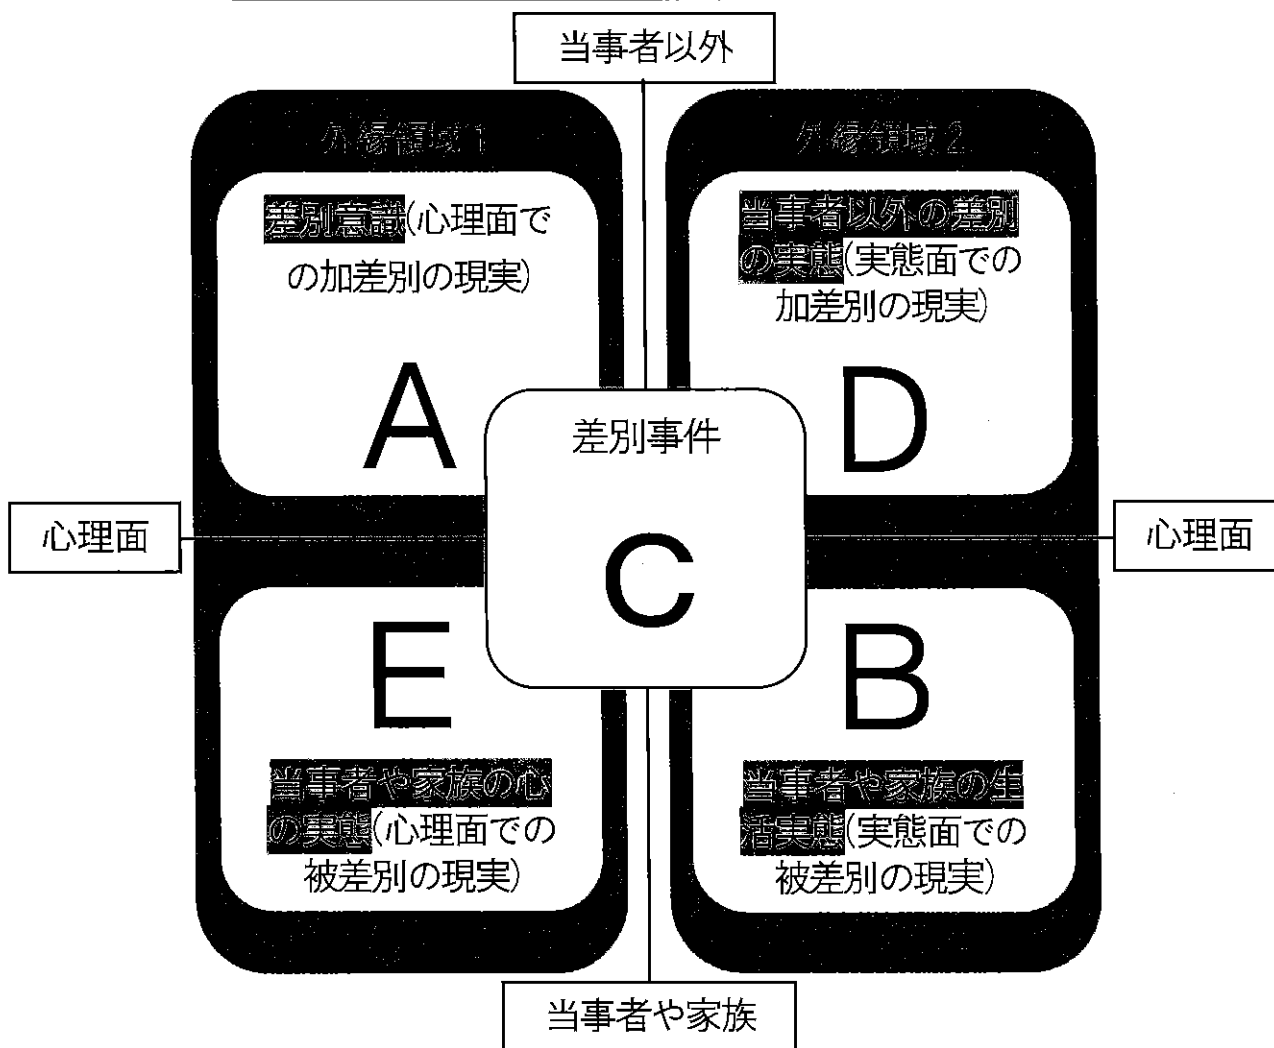 当事者以外
外縁領域1
外縁領域2
差別意識(心理面で
の加差別の現実)
当事者以外の差別
の実態(実態面での
加差別の現実)
A
D
差別事件
C
心理面
心理面
E
B
当事者や家族の心
の実態(心理面での
被差別の現実)
当事者や家族の生
活実態(実態面での
被差別の現実)
当事者や家族